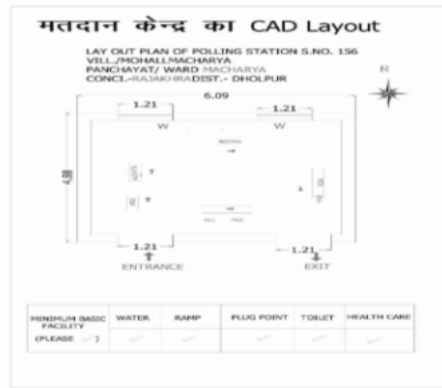 मतदान केन्द्र का CAD Layout
LAY OUT PLAN OF POLLING STATION S.NO. 156
VILL./MOHALLMACHARYA
PANCHAYAT/ WARD MACHARYA
CONCI.-RAJAKHRADIST.- DHOLPUR
N
6.09
1.21
1.21
W
W
4.88
1.21
1.21
ENTRANCE
EXIT
MINIMUM BASIC FACILITY
(PLEASE ✓)
WATER
RAMP
PLUG POINT
TOILET
HEALTH CARE